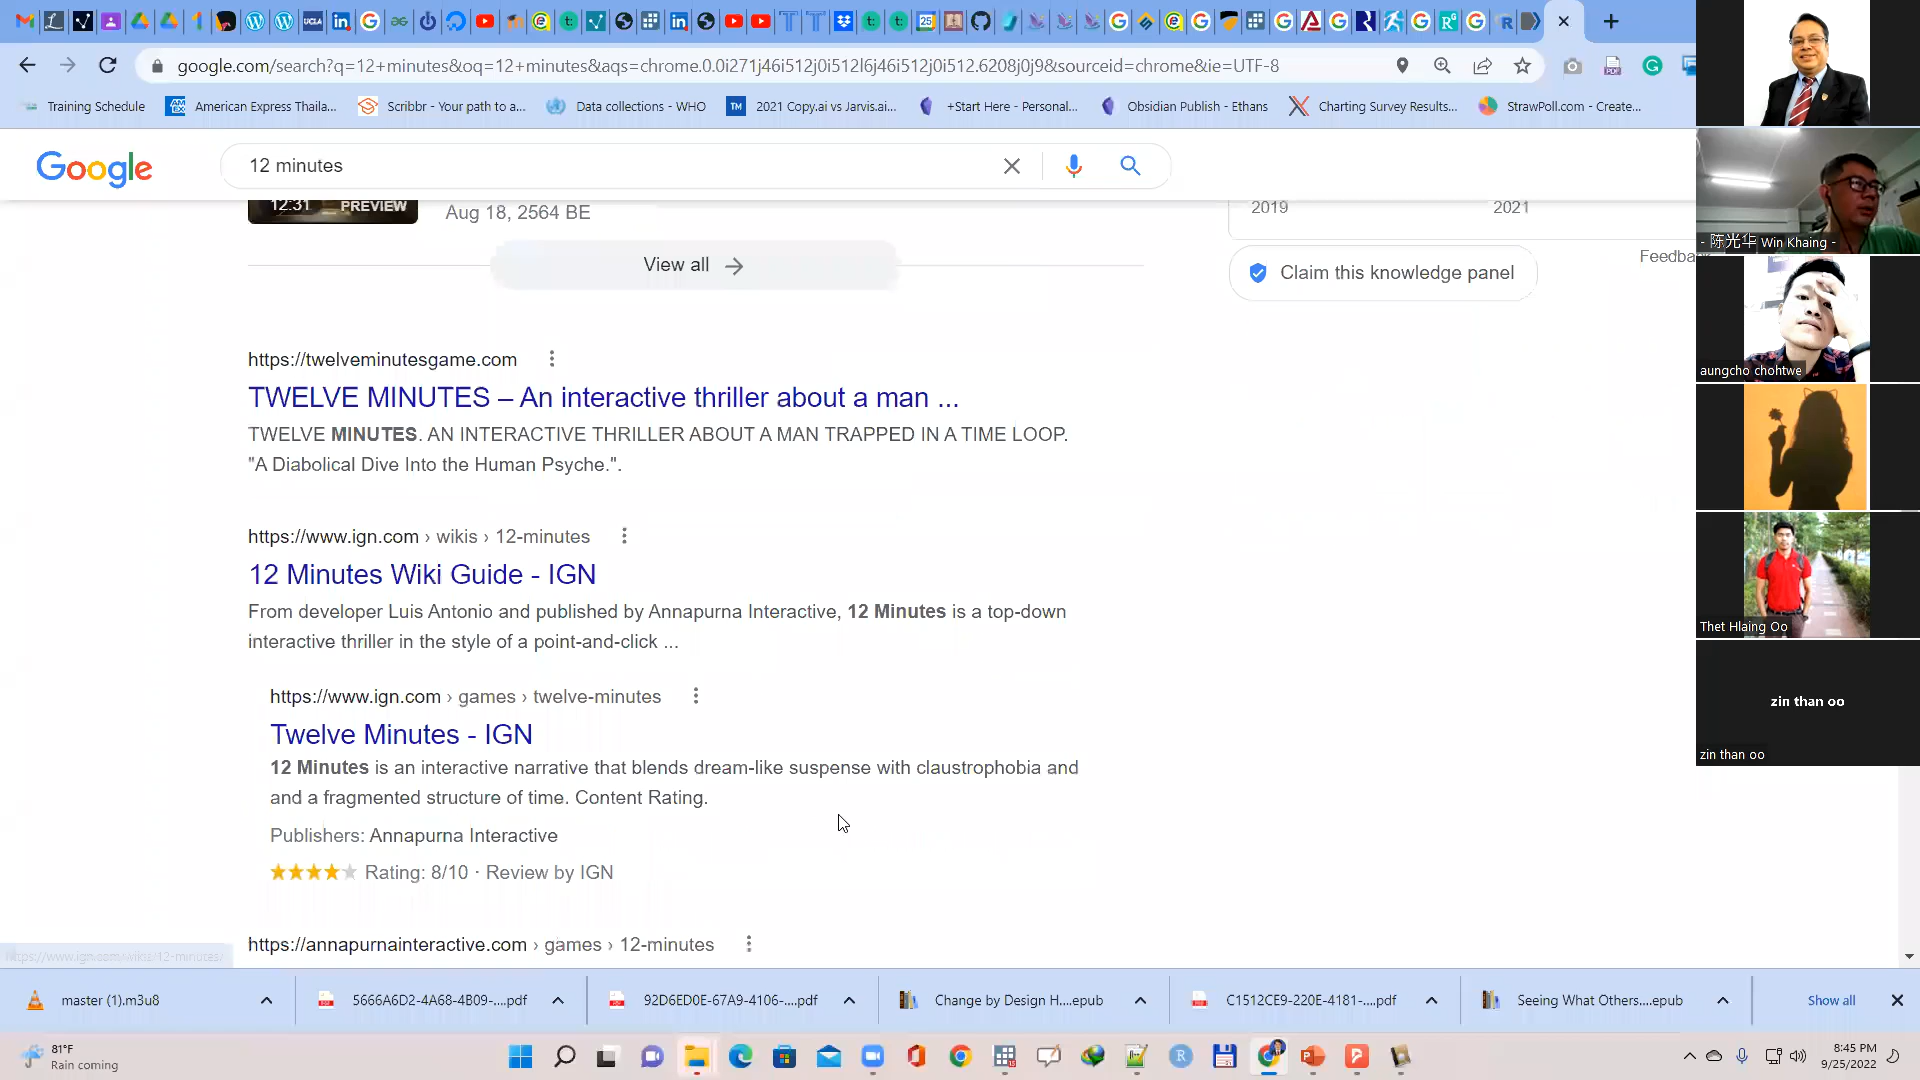 google.com/search?q=12+minutes&oq=12+minutes&aqs=chrome.0.0i271j46i512j0i512l6j46i512j0i512.6208j0j9&sourceid=chrome&ie=UTF-8
Training Schedule
American Express Thaila...
Scribbr - Your path to a...
Data collections - WHO
2021 Copy.ai vs Jarvis.ai...
+Start Here - Personal...
Obsidian Publish - Ethans
Charting Survey Results...
StrawPoll.com - Create...
Google
12 minutes
12:31 PREVIEW
Aug 18, 2564 BE
2019
2021
View all
Claim this knowledge panel
https://twelveminutesgame.com
TWELVE MINUTES – An interactive thriller about a man ...
TWELVE MINUTES. AN INTERACTIVE THRILLER ABOUT A MAN TRAPPED IN A TIME LOOP.
"A Diabolical Dive Into the Human Psyche.".
https://www.ign.com › wikis › 12-minutes
12 Minutes Wiki Guide - IGN
From developer Luis Antonio and published by Annapurna Interactive, 12 Minutes is a top-down
interactive thriller in the style of a point-and-click ...
https://www.ign.com › games › twelve-minutes
Twelve Minutes - IGN
12 Minutes is an interactive narrative that blends dream-like suspense with claustrophobia and
and a fragmented structure of time. Content Rating.
Publishers: Annapurna Interactive
Rating: 8/10 · Review by IGN
https://annapurnainteractive.com › games › 12-minutes
https://www.ign.com/wikis/12-minutes/
- 陈光华 Win Khaing -
aungcho chohtwe
Thet Hlaing Oo
zin than oo
zin than oo
master (1).m3u8
5666A6D2-4A68-4B09-....pdf
92D6ED0E-67A9-4106-....pdf
Change by Design H....epub
C1512CE9-220E-4181-....pdf
Seeing What Others....epub
Show all
81°F
Rain coming
8:45 PM
9/25/2022